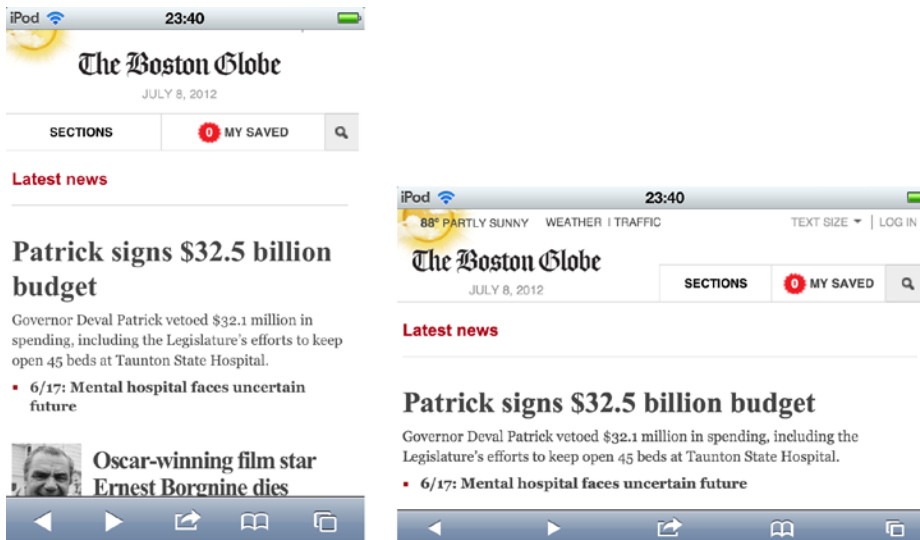 iPod 23:40
The Boston Globe
JULY 8, 2012
SECTIONS 0 MY SAVED
Latest news
Patrick signs $32.5 billion
budget
Governor Deval Patrick vetoed $32.1 million in
spending, including the Legislature's efforts to keep
open 45 beds at Taunton State Hospital.
6/17: Mental hospital faces uncertain
future
Oscar-winning film star
Ernest Borgnine dies
iPod 23:40
88° PARTLY SUNNY WEATHER | TRAFFIC TEXT SIZE | LOG IN
The Boston Globe
JULY 8, 2012
SECTIONS 0 MY SAVED
Latest news
Patrick signs $32.5 billion budget
Governor Deval Patrick vetoed $32.1 million in spending, including the
Legislature's efforts to keep open 45 beds at Taunton State Hospital.
6/17: Mental hospital faces uncertain future